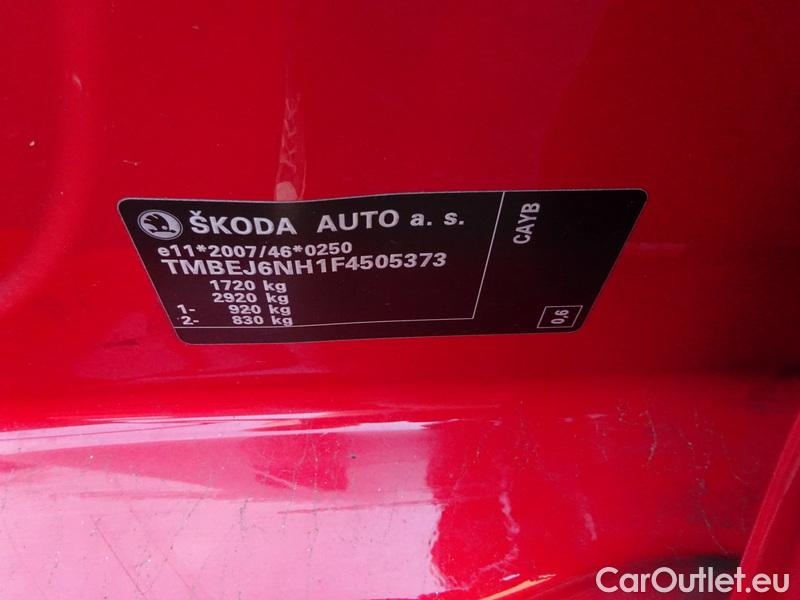 ŠKODA AUTO a. s.
e11*2007/46*0250
TMBEJ6NH1F4505373
1720 kg
2920 kg
1- 920 kg
2- 830 kg
CAYB
0,6
CarOutlet.eu